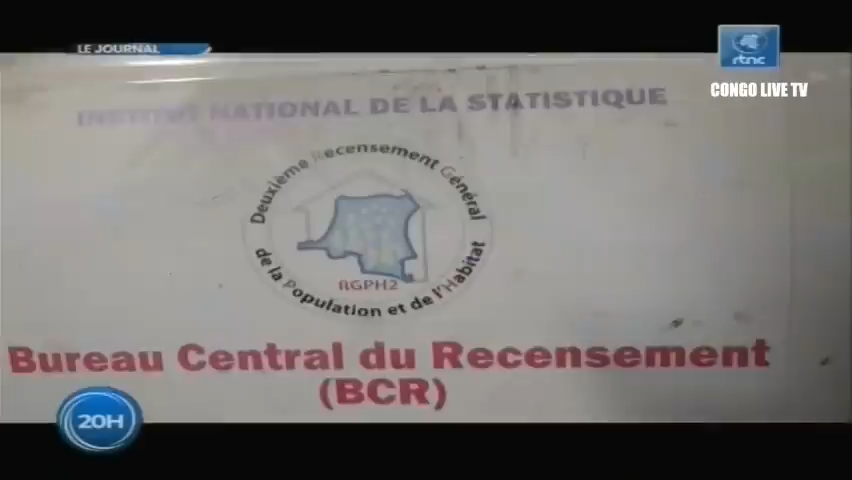 LE JOURNAL
rtnc
CONGO LIVE TV
INSTITUT NATIONAL DE LA STATISTIQUE
Deuxième Recensement Général
de la Population et de l'Habitat
RGPH2
Bureau Central du Recensement
(BCR)
20H